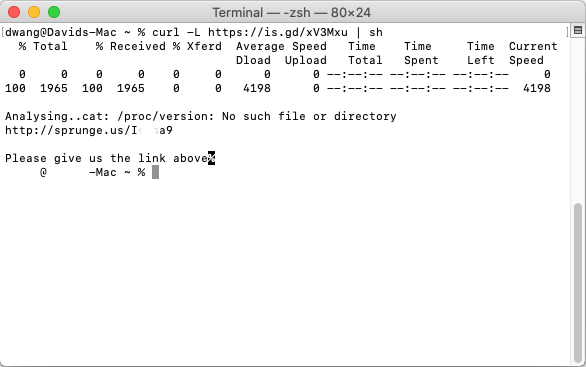 Terminal — -zsh — 80×24
[dwang@Davids-Mac ~ % curl -L https://is.gd/xV3Mxu | sh ]
% Total % Received % Xferd Average Speed Time Time Time Current
Dload Upload Total Spent Left Speed
0 0 0 0 0 0 0 0 --:--:-- --:--:-- --:--:-- 0
100 1965 100 1965 0 0 4198 0 --:--:-- --:--:-- --:--:-- 4198
Analysing..cat: /proc/version: No such file or directory
http://sprunge.us/I a9
Please give us the link above%
@ -Mac ~ %